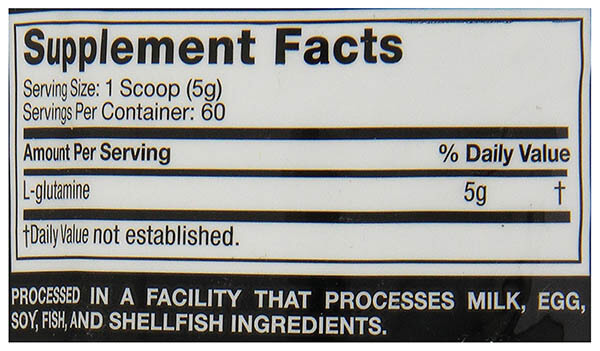 Supplement Facts
Serving Size: 1 Scoop (5g)
Servings Per Container: 60
Amount Per Serving % Daily Value
L-glutamine 5g †
†Daily Value not established.
PROCESSED IN A FACILITY THAT PROCESSES MILK, EGG,
SOY, FISH, AND SHELLFISH INGREDIENTS.